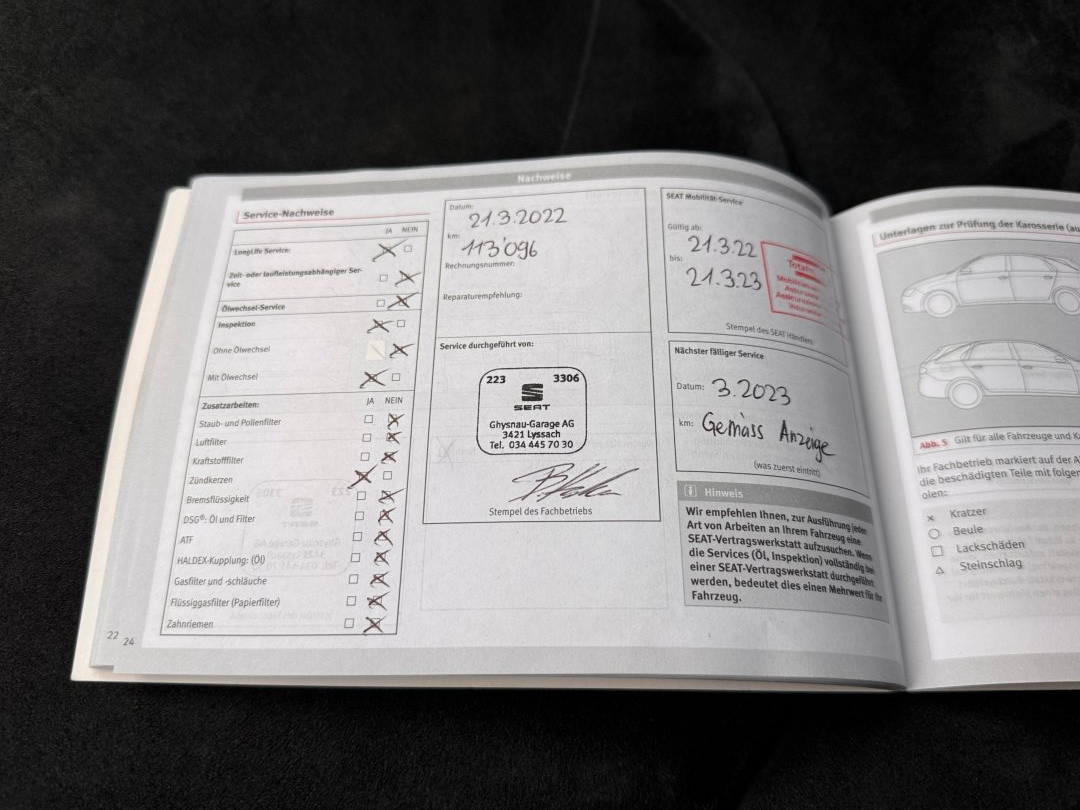 Nachweise
Service-Nachweise
JA NEIN
LongLife Service:
Zeit- oder laufleistungsabhängiger Ser-
vice
Ölwechsel-Service
Inspektion
Ohne Ölwechsel
Mit Ölwechsel
Zusatzarbeiten: JA NEIN
Staub- und Pollenfilter
Luftfilter
Kraftstofffilter
Zündkerzen
Bremsflüssigkeit
DSG®: Öl und Filter
ATF
HALDEX-Kupplung: (Öl)
Gasfilter und -schläuche
Flüssiggasfilter (Papierfilter)
Zahnriemen
22
24
Datum:
21.3.2022
km:
113'096
Rechnungsnummer:
Reparaturempfehlung:
Service durchgeführt von:
223 3306
SEAT
Ghysnau-Garage AG
3421 Lyssach
Tel. 034 445 70 30
Stempel des Fachbetriebs
SEAT Mobilität-Service
Gültig ab:
21.3.22
bis:
21.3.23
Stempel des SEAT Händlers
Nächster fälliger Service
Datum: 3.2023
km: Gemäss Anzeige
(was zuerst eintritt)
Hinweis
Wir empfehlen Ihnen, zur Ausführung jeder
Art von Arbeiten an Ihrem Fahrzeug eine
SEAT-Vertragswerkstatt aufzusuchen. Wenn
die Services (Öl, Inspektion) vollständig bei
einer SEAT-Vertragswerkstatt durchgeführt
werden, bedeutet dies einen Mehrwert für Ihr
Fahrzeug.
Unterlagen zur Prüfung der Karosserie
Abb. 5 Gilt für alle Fahrzeuge und
Ihr Fachbetrieb markiert auf der
die beschädigten Teile mit folgen
olen:
Kratzer
Beule
Lackschäden
Steinschlag